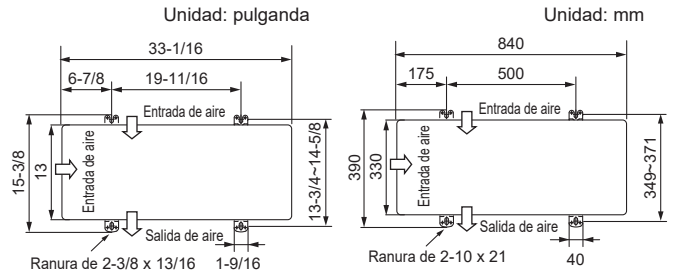 Unidad: pulganda
33-1/16
6-7/8
19-11/16
Entrada de aire
15-3/8
13
Entrada de aire
13-3/4~14-5/8
Salida de aire
Ranura de 2-3/8 x 13/16
1-9/16
Unidad: mm
840
175
500
Entrada de aire
390
330
Entrada de aire
349~371
Salida de aire
Ranura de 2-10 x 21
40